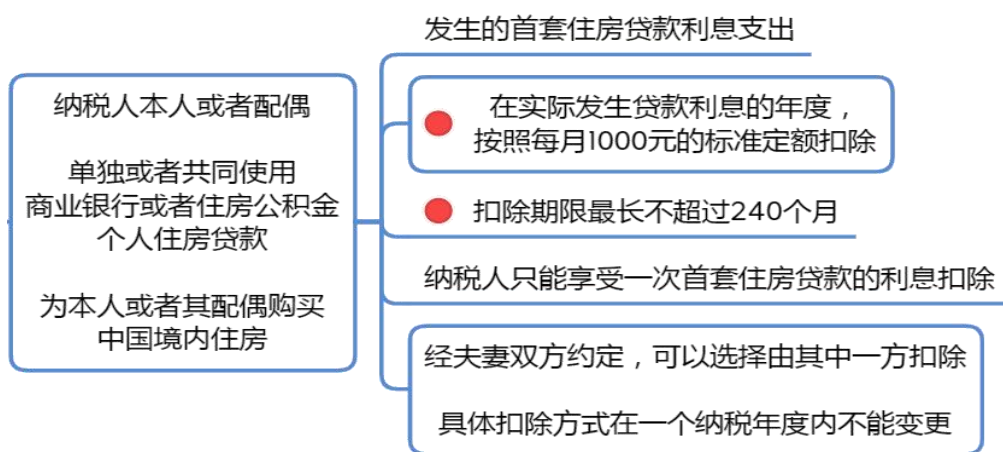 纳税人本人或者配偶
单独或者共同使用
商业银行或者住房公积金
个人住房贷款
为本人或者其配偶购买
中国境内住房
发生的首套住房贷款利息支出
在实际发生贷款利息的年度，
按照每月1000元的标准定额扣除
扣除期限最长不超过240个月
纳税人只能享受一次首套住房贷款的利息扣除
经夫妻双方约定，可以选择由其中一方扣除
具体扣除方式在一个纳税年度内不能变更